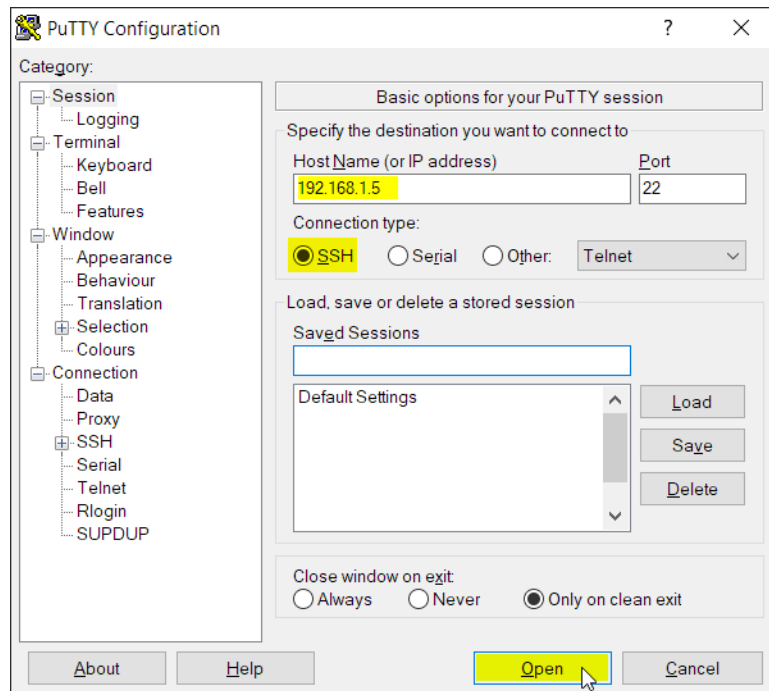 PuTTY Configuration
?
Category:
Session
Logging
Terminal
Keyboard
Bell
Features
Window
Appearance
Behaviour
Translation
Selection
Colours
Connection
Data
Proxy
SSH
Serial
Telnet
Rlogin
SUPDUP
Basic options for your PuTTY session
Specify the destination you want to connect to
Host Name (or IP address) Port
192.168.1.5 22
Connection type:
SSH Serial Other: Telnet
Load, save or delete a stored session
Saved Sessions
Default Settings
Load
Save
Delete
Close window on exit:
Always Never Only on clean exit
About Help Open Cancel